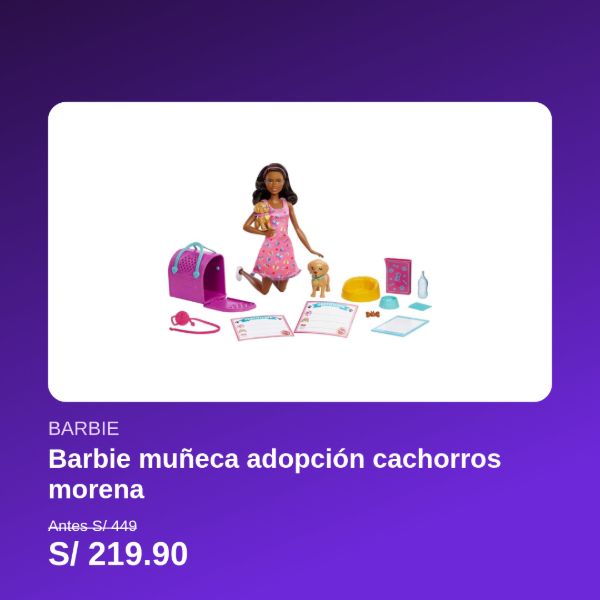 BARBIE
Barbie muñeca adopción cachorros
morena
Antes S/ 449
S/ 219.90